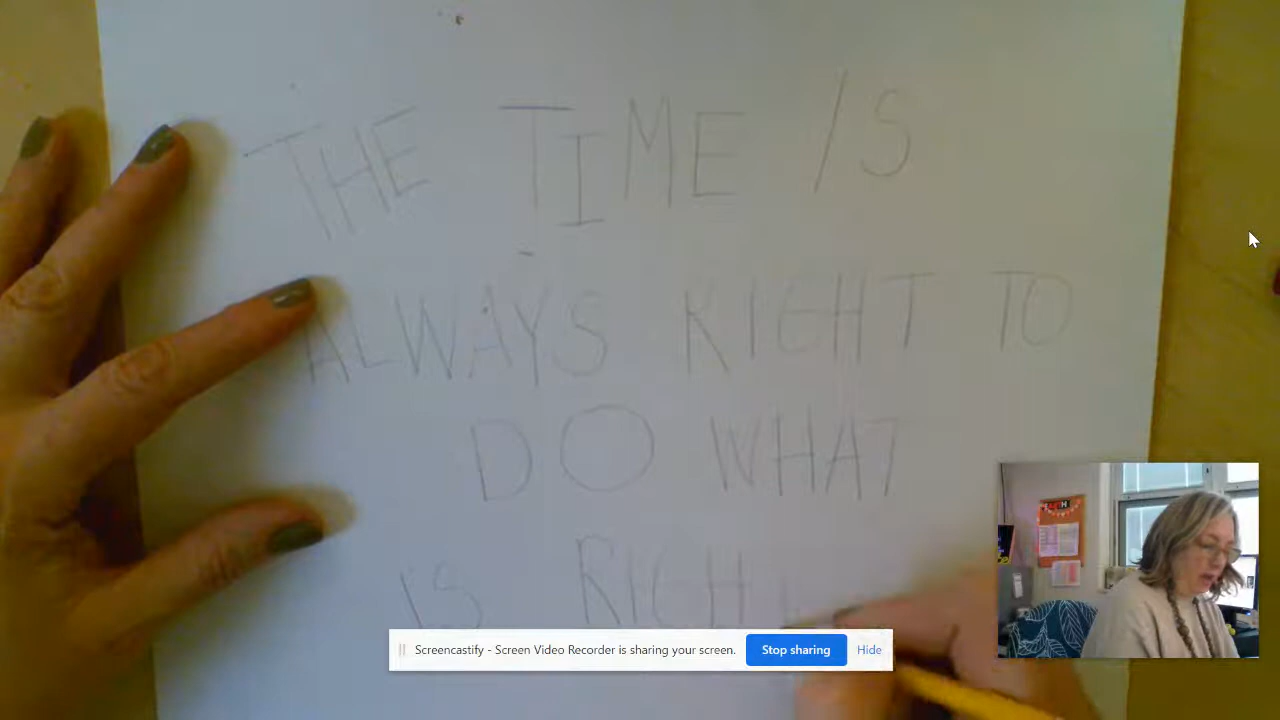 THE TIME IS
ALWAYS RIGHT TO
DO WHAT
IS RIGH
Screencastify - Screen Video Recorder is sharing your screen.
Stop sharing
Hide